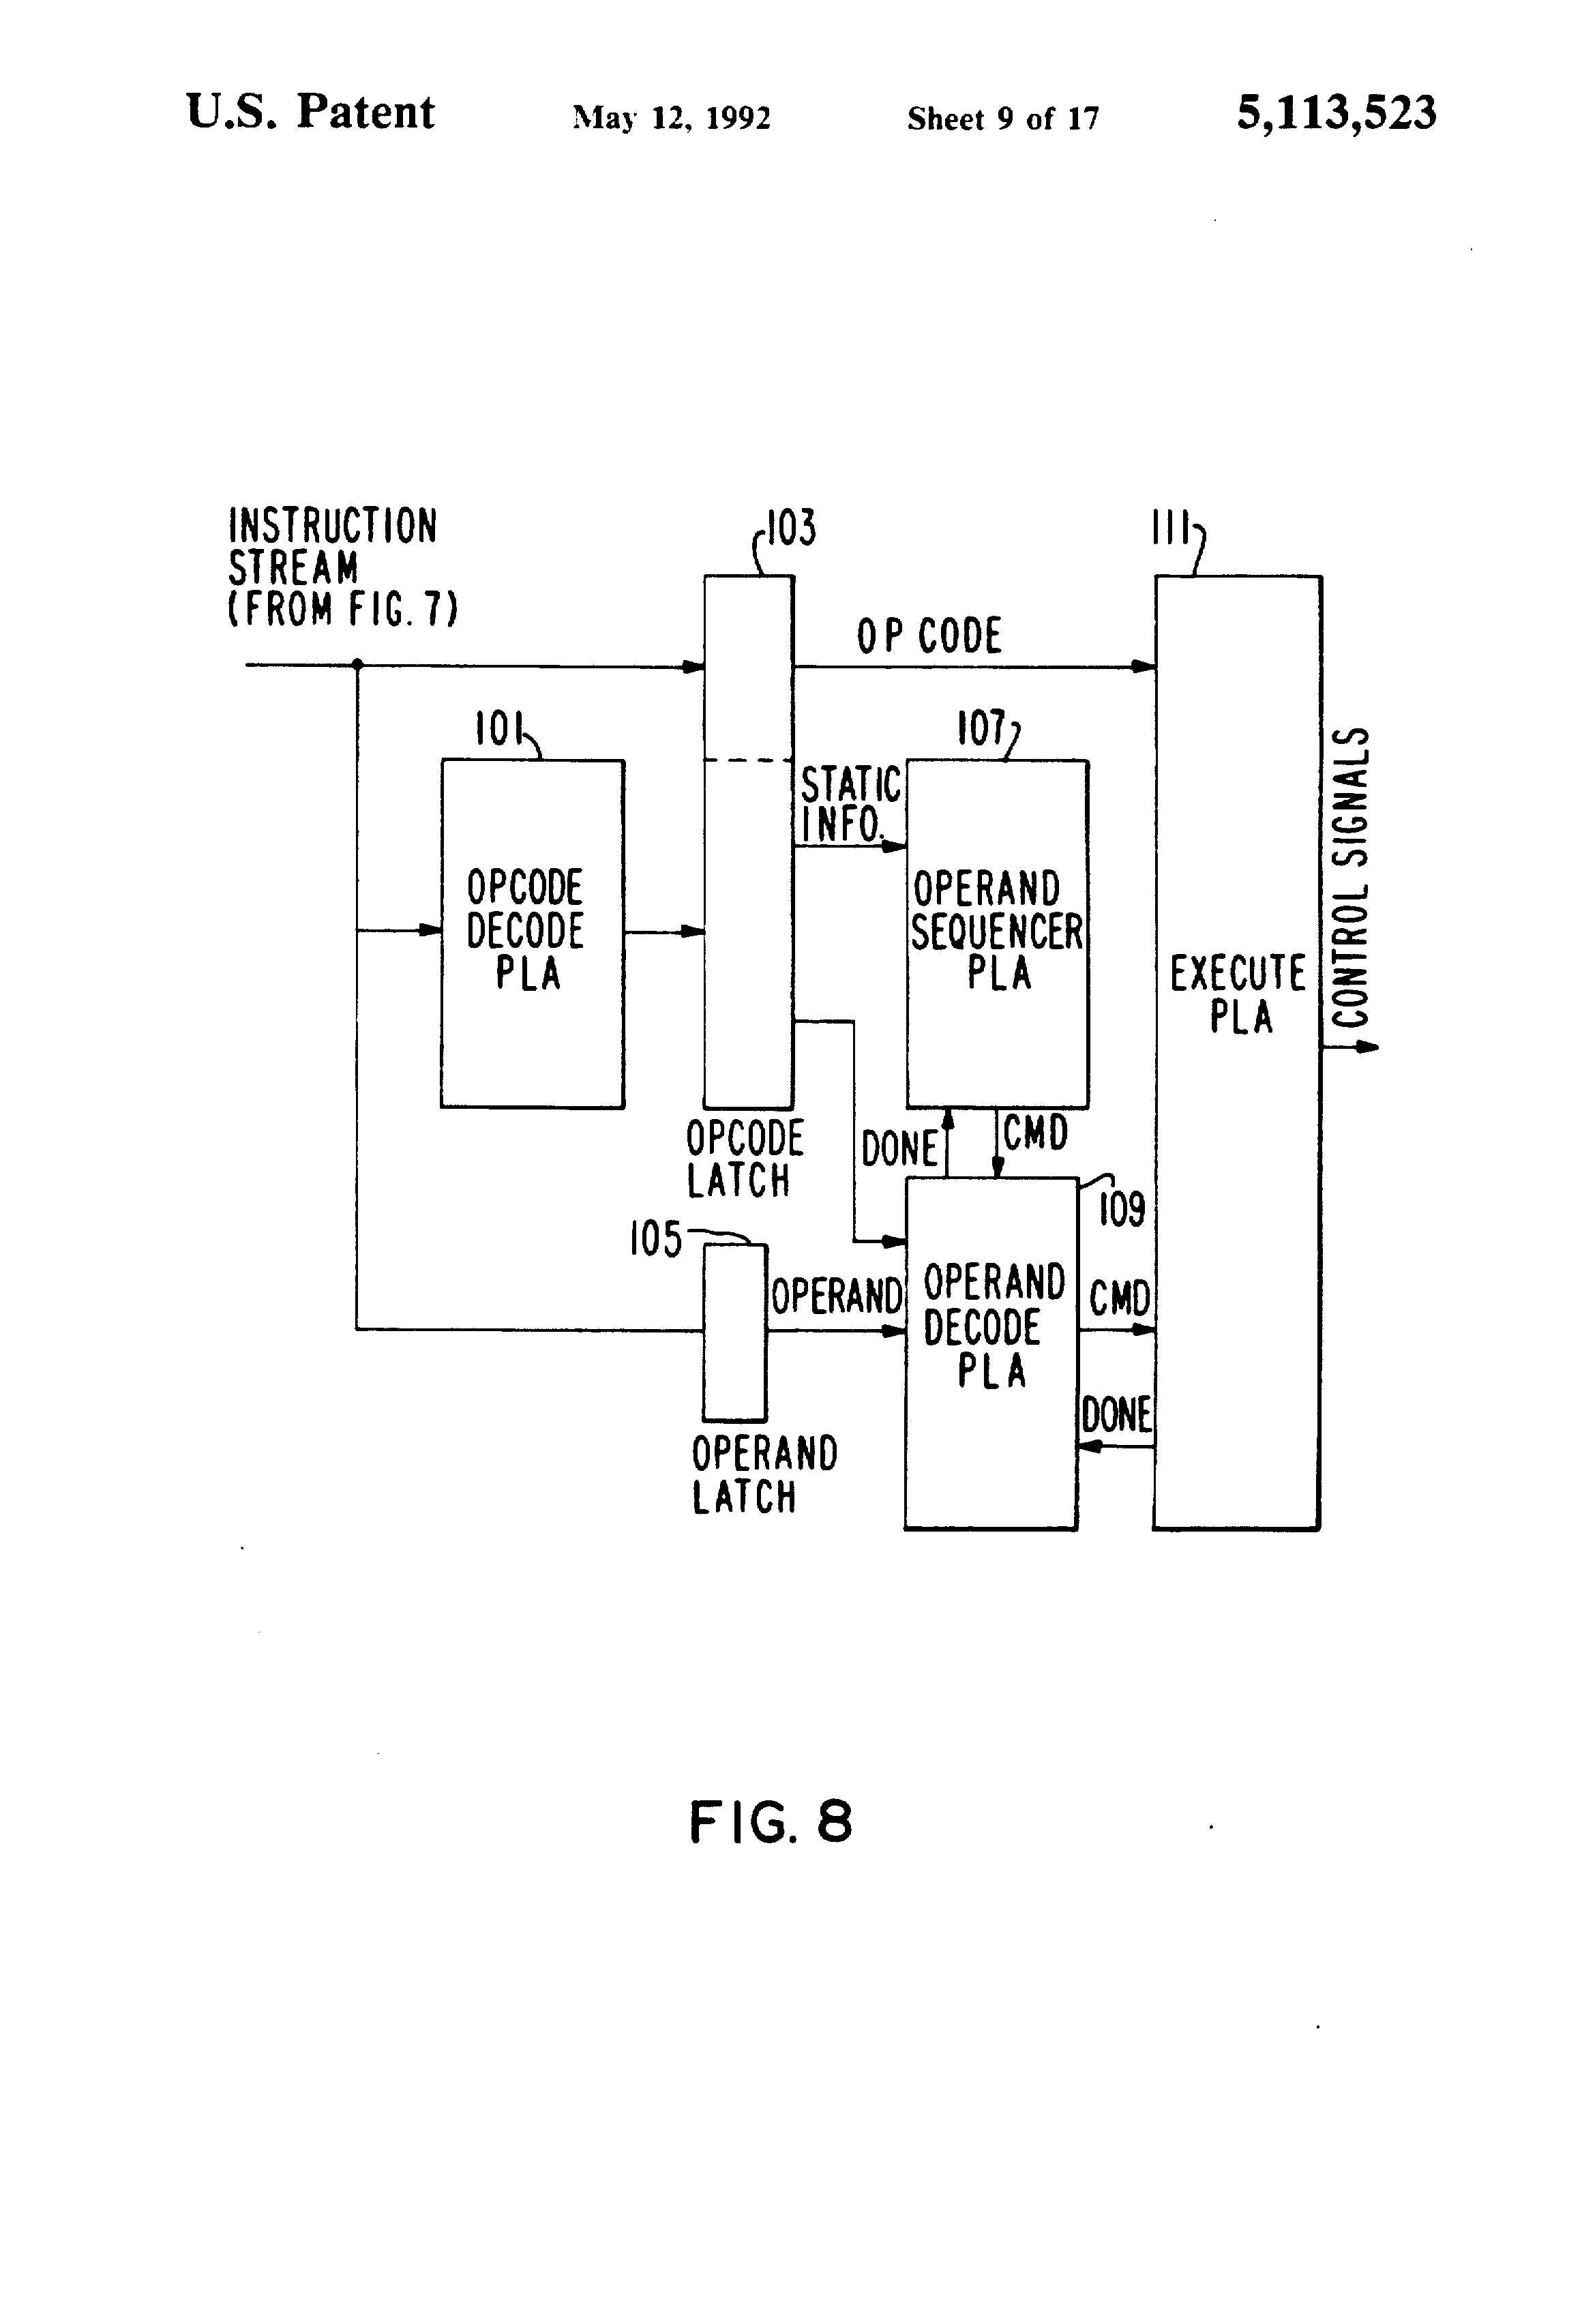 U.S. Patent May 12, 1992 Sheet 9 of 17 5,113,523
INSTRUCTION
STREAM
(FROM FIG. 7)
103
111
OP CODE
101
107
STATIC
INFO.
OPCODE
DECODE
PLA
OPERAND
SEQUENCER
PLA
EXECUTE
PLA
CONTROL SIGNALS
OPCODE
LATCH
DONE
CMD
109
105
OPERAND
OPERAND
DECODE
PLA
CMD
DONE
OPERAND
LATCH
FIG. 8